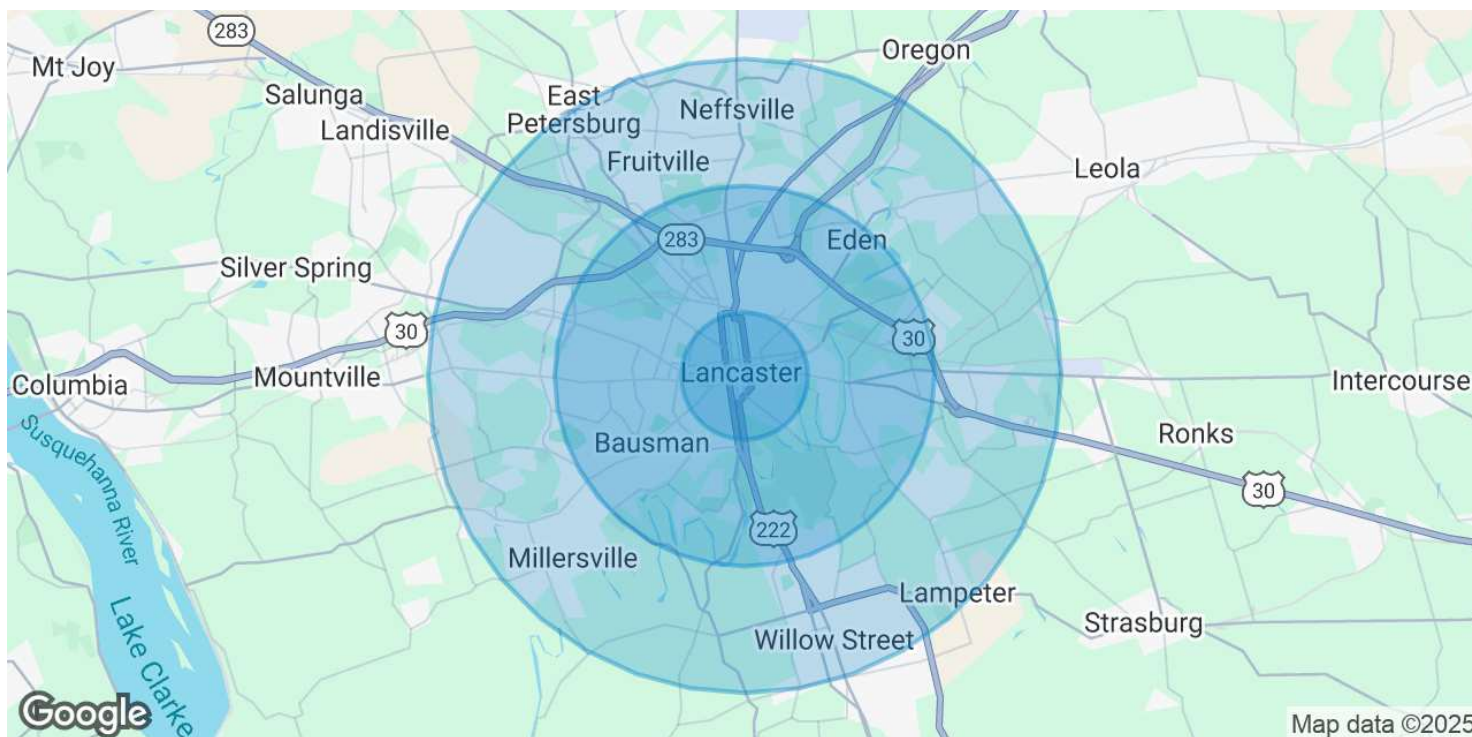 283
Oregon
Mt Joy
Salunga
East
Petersburg
Neffsville
Landisville
Fruitville
Leola
283
Eden
Silver Spring
30
30
Columbia
Mountville
Lancaster
Intercourse
Susquehanna River
Bausman
Ronks
30
222
Millersville
Lampeter
Lake Clarke
Willow Street
Strasburg
Google
Map data ©2025